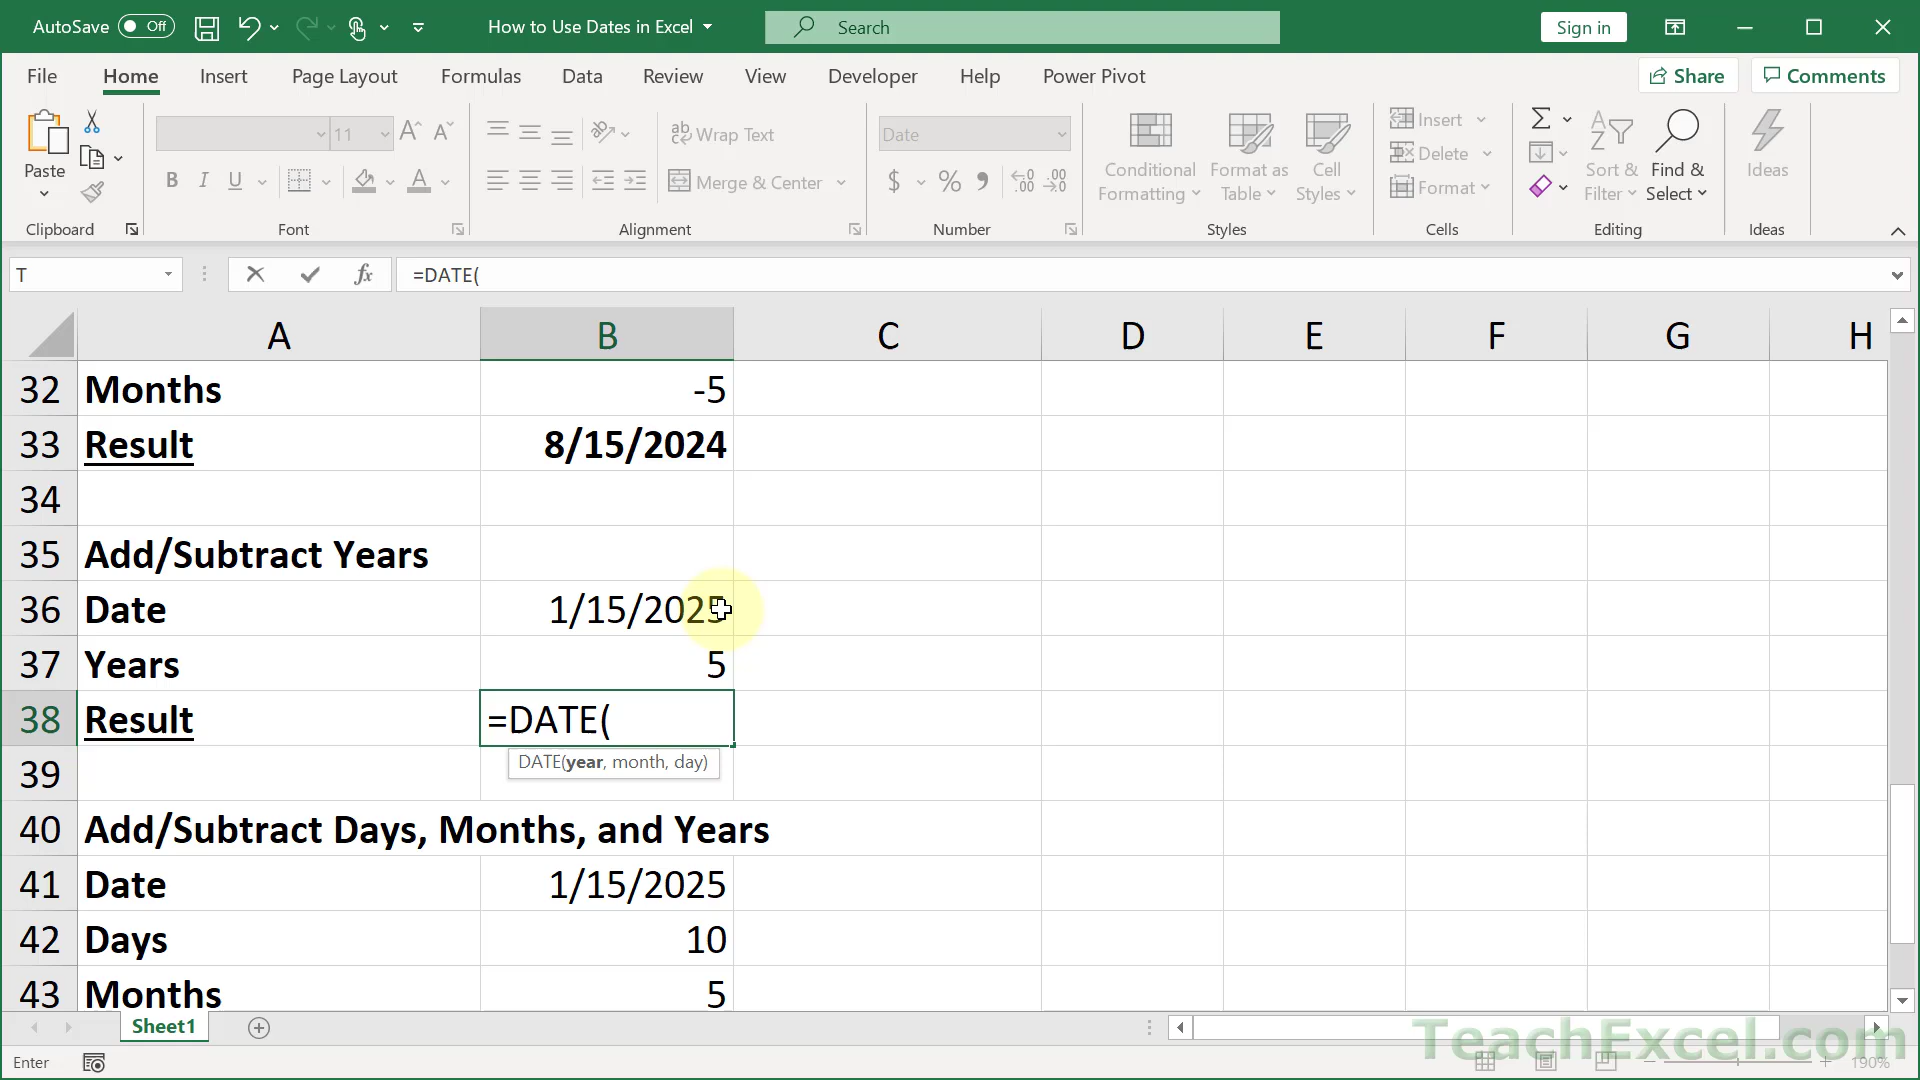 AutoSave Off How to Use Dates in Excel Search Sign in
File Home Insert Page Layout Formulas Data Review View Developer Help Power Pivot Share Comments
Paste
Clipboard
11
B I U
Font
Wrap Text
Merge & Center
Alignment
Date
$ % 9
Number
Conditional Formatting
Format as Table
Cell Styles
Styles
Insert
Delete
Format
Cells
Sort & Filter
Find & Select
Editing
Ideas
Ideas
T fx =DATE(
A B C D E F G H
32 Months -5
33 Result 8/15/2024
34
35 Add/Subtract Years
36 Date 1/15/2025
37 Years 5
38 Result =DATE(
DATE(year, month, day)
39
40 Add/Subtract Days, Months, and Years
41 Date 1/15/2025
42 Days 10
43 Months 5
Sheet1
TeachExcel.com
Enter 190%